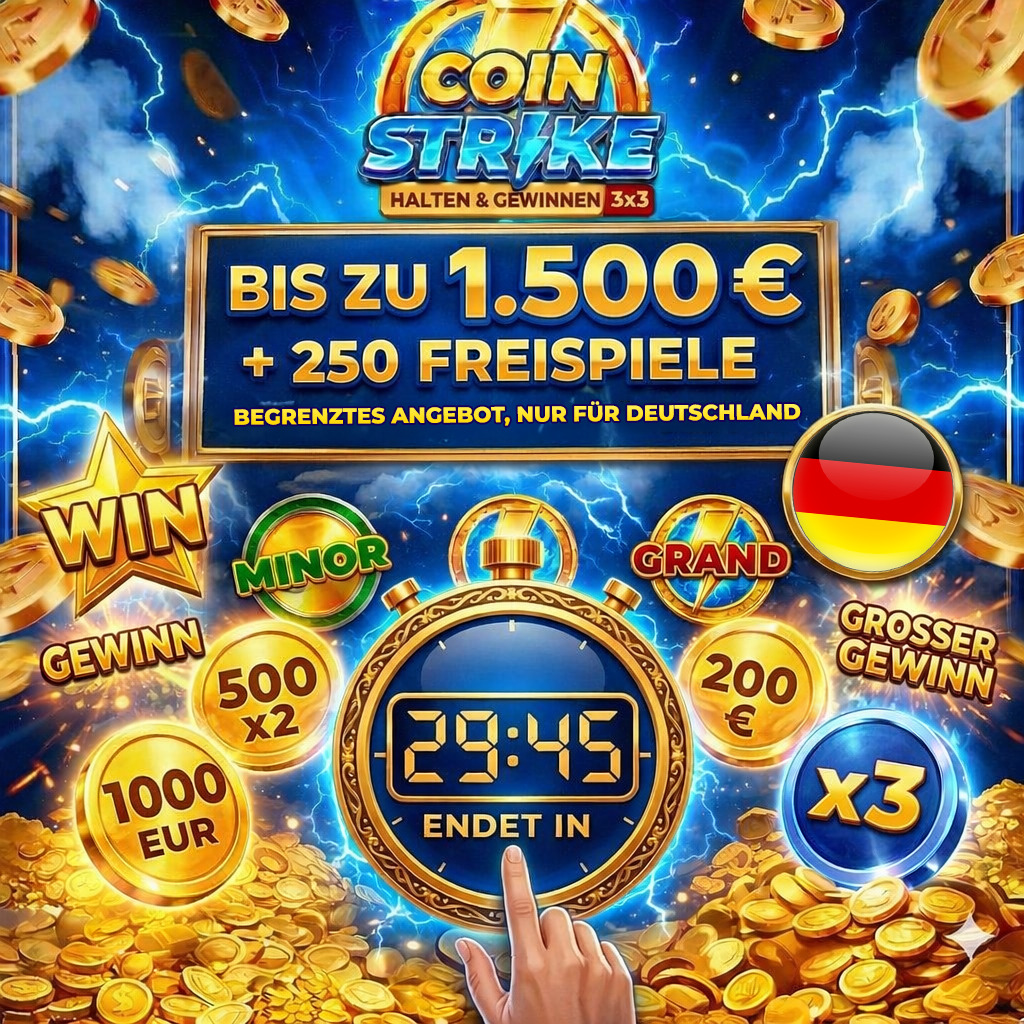 COIN
STRIKE
HALTEN & GEWINNEN 3x3
BIS ZU 1.500 €
+ 250 FREISPIELE
BEGRENZTES ANGEBOT, NUR FÜR DEUTSCHLAND
WIN
MINOR
GRAND
GEWINN
GROSSER
GEWINN
500
x2
200
€
1000
EUR
29:45
ENDET IN
x3